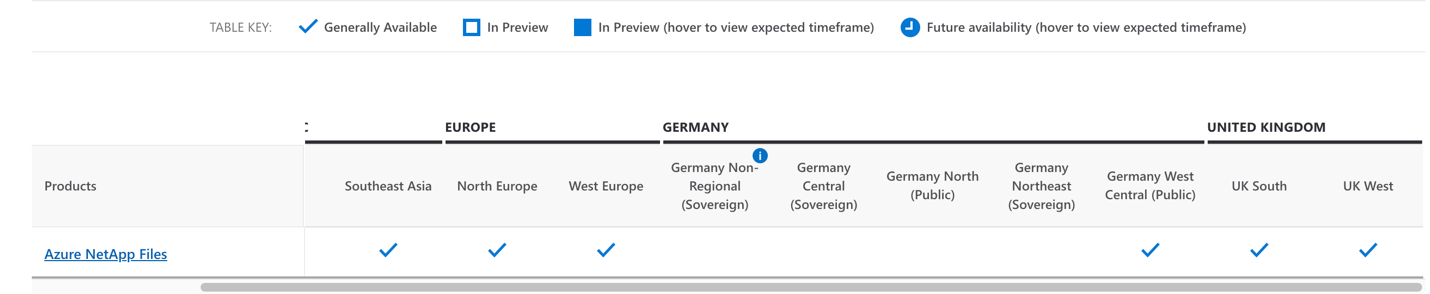 TABLE KEY: Generally Available In Preview In Preview (hover to view expected timeframe) Future availability (hover to view expected timeframe)
EUROPE GERMANY UNITED KINGDOM
Products
Southeast Asia
North Europe
West Europe
Germany Non-
Regional
(Sovereign)
Germany
Central
(Sovereign)
Germany North
(Public)
Germany
Northeast
(Sovereign)
Germany West
Central (Public)
UK South
UK West
Azure NetApp Files